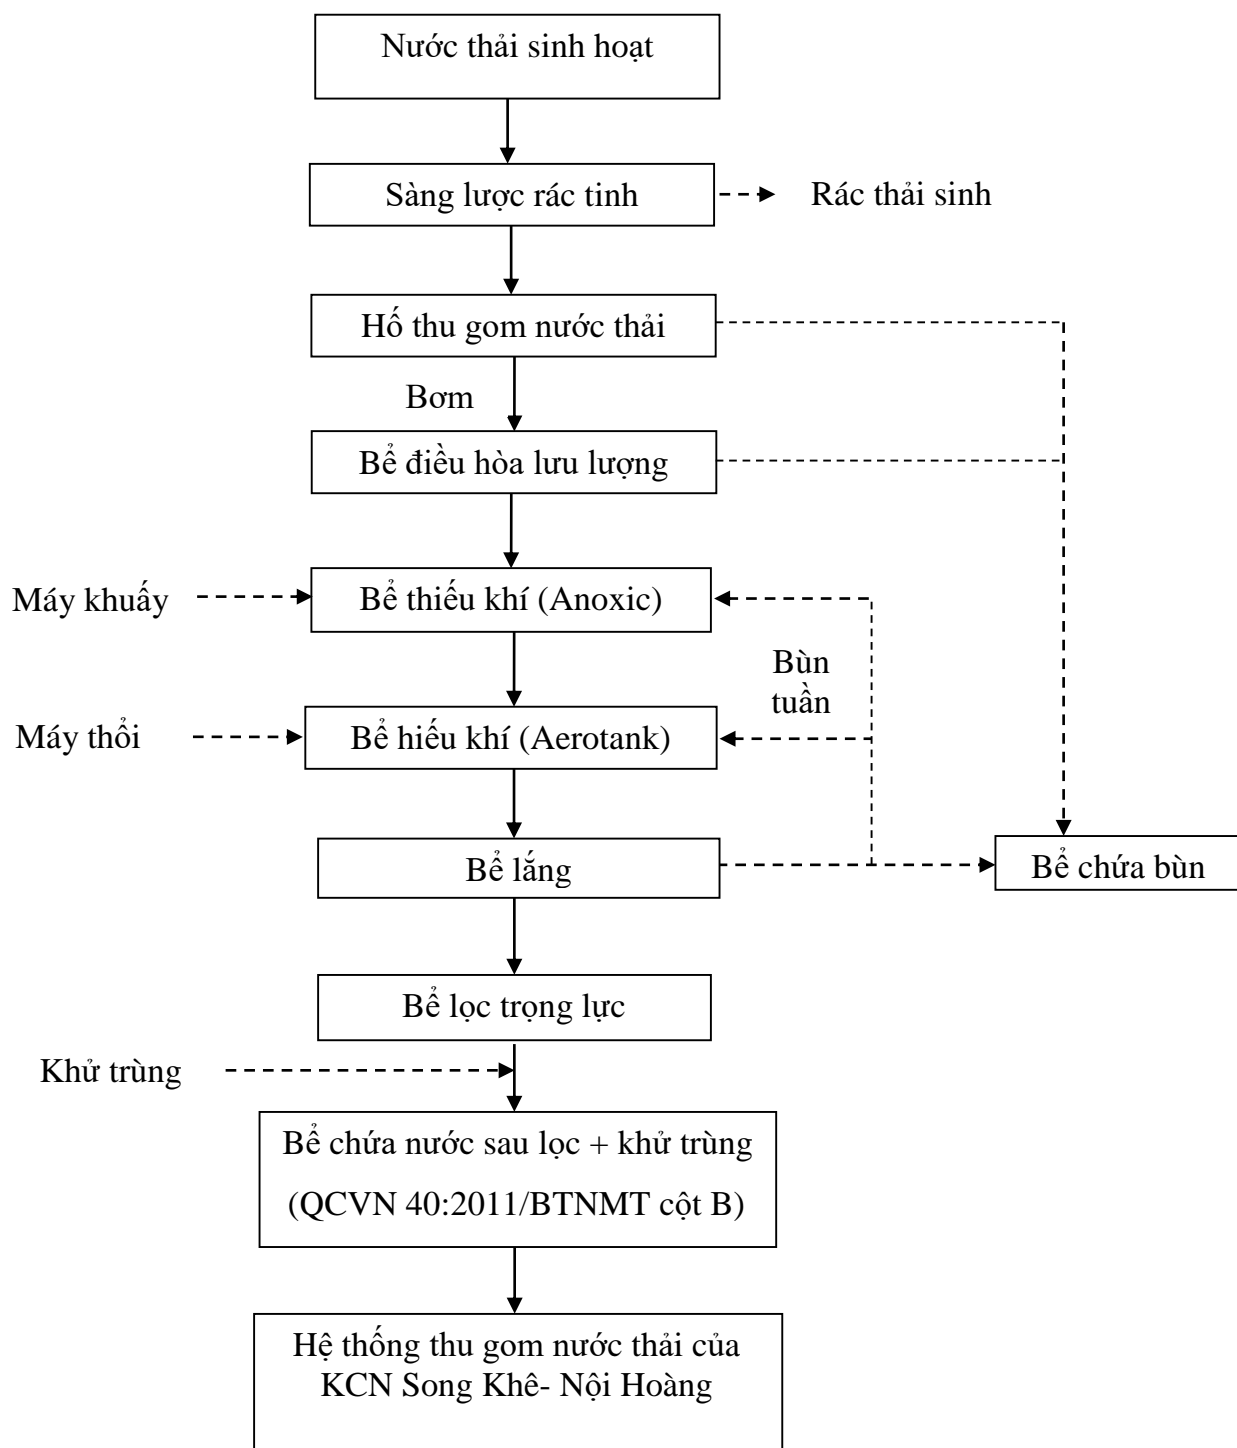 Nước thải sinh hoạt
Sàng lược rác tinh
Rác thải sinh
Hố thu gom nước thải
Bơm
Bể điều hòa lưu lượng
Máy khuấy
Bể thiếu khí (Anoxic)
Bùn
tuần
Máy thổi
Bể hiếu khí (Aerotank)
Bể lắng
Bể chứa bùn
Bể lọc trọng lực
Khử trùng
Bể chứa nước sau lọc + khử trùng
(QCVN 40:2011/BTNMT cột B)
Hệ thống thu gom nước thải của
KCN Song Khê- Nội Hoàng